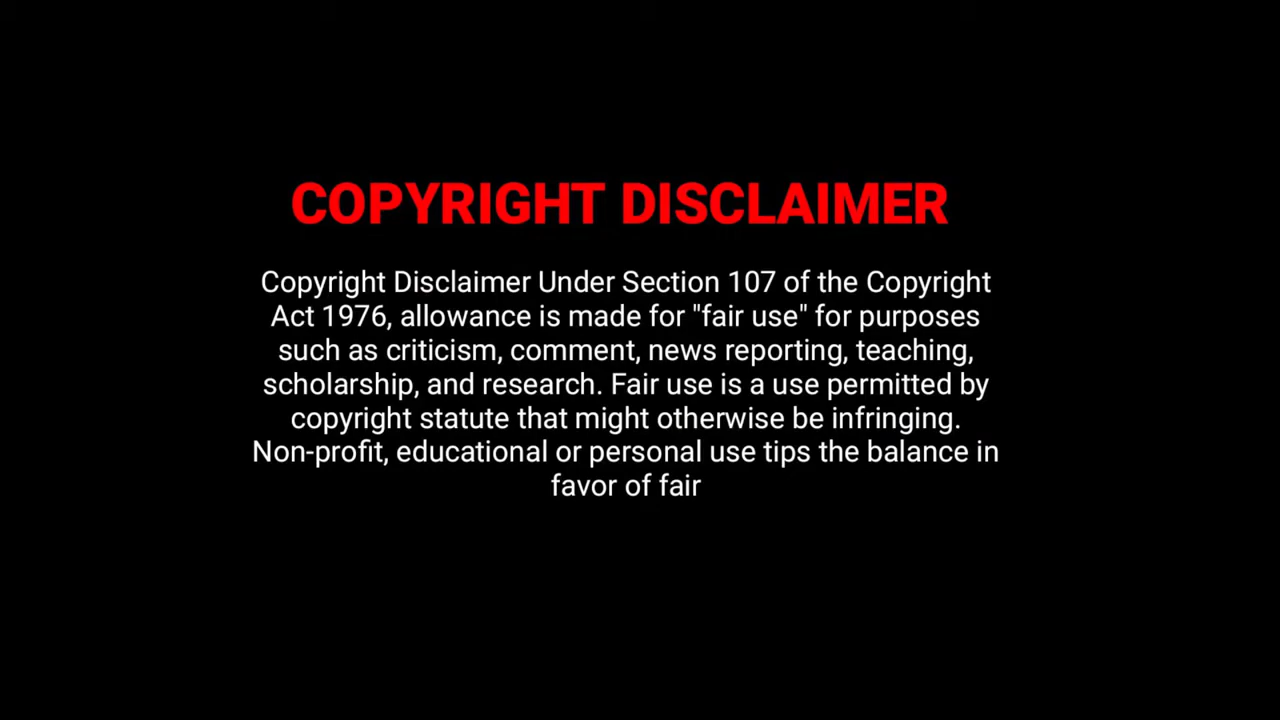 COPYRIGHT DISCLAIMER
Copyright Disclaimer Under Section 107 of the Copyright
Act 1976, allowance is made for "fair use" for purposes
such as criticism, comment, news reporting, teaching,
scholarship, and research. Fair use is a use permitted by
copyright statute that might otherwise be infringing.
Non-profit, educational or personal use tips the balance in
favor of fair